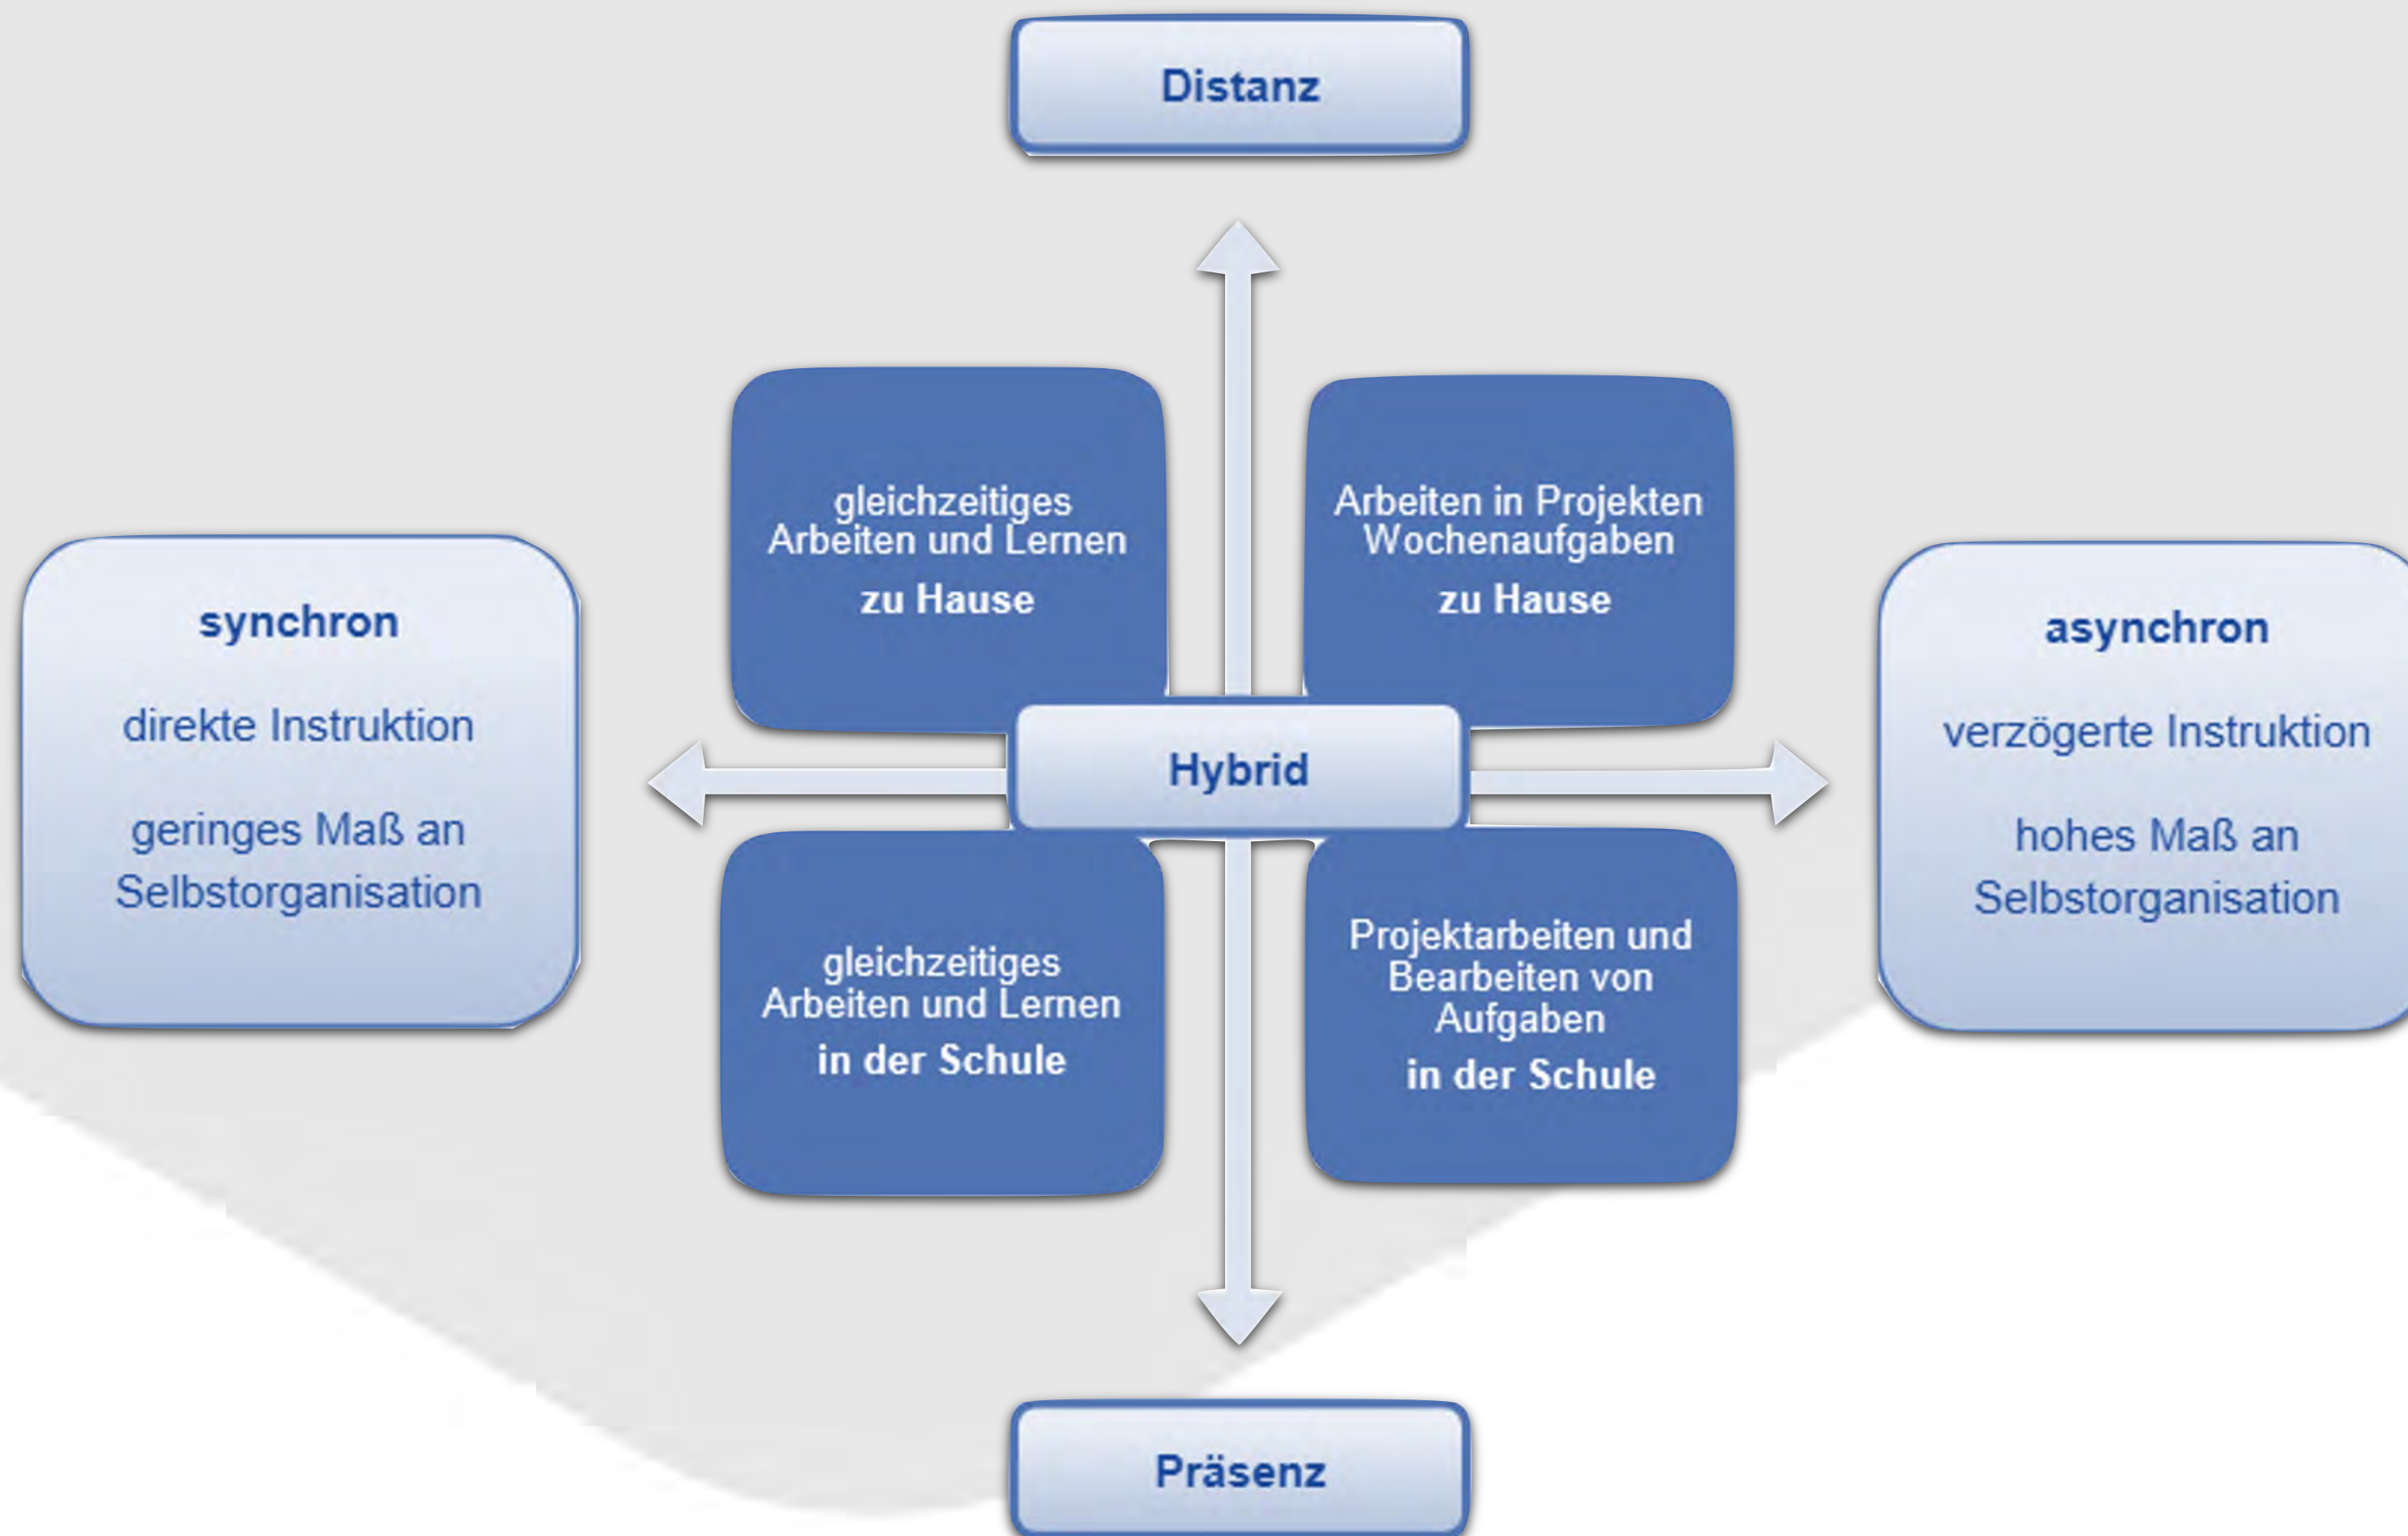 Distanz
gleichzeitiges
Arbeiten und Lernen
zu Hause
Arbeiten in Projekten
Wochenaufgaben
zu Hause
synchron
direkte Instruktion
geringes Maß an
Selbstorganisation
Hybrid
asynchron
verzögerte Instruktion
hohes Maß an
Selbstorganisation
gleichzeitiges
Arbeiten und Lernen
in der Schule
Projektarbeiten und
Bearbeiten von
Aufgaben
in der Schule
Präsenz